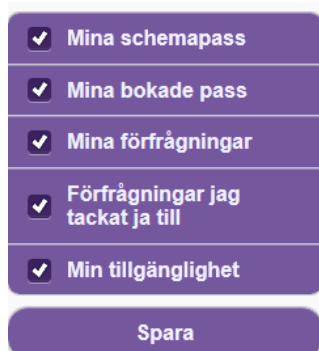 Mina schemapass
Mina bokade pass
Mina förfrågningar
Förfrågningar jag
tackat ja till
Min tillgänglighet
Spara